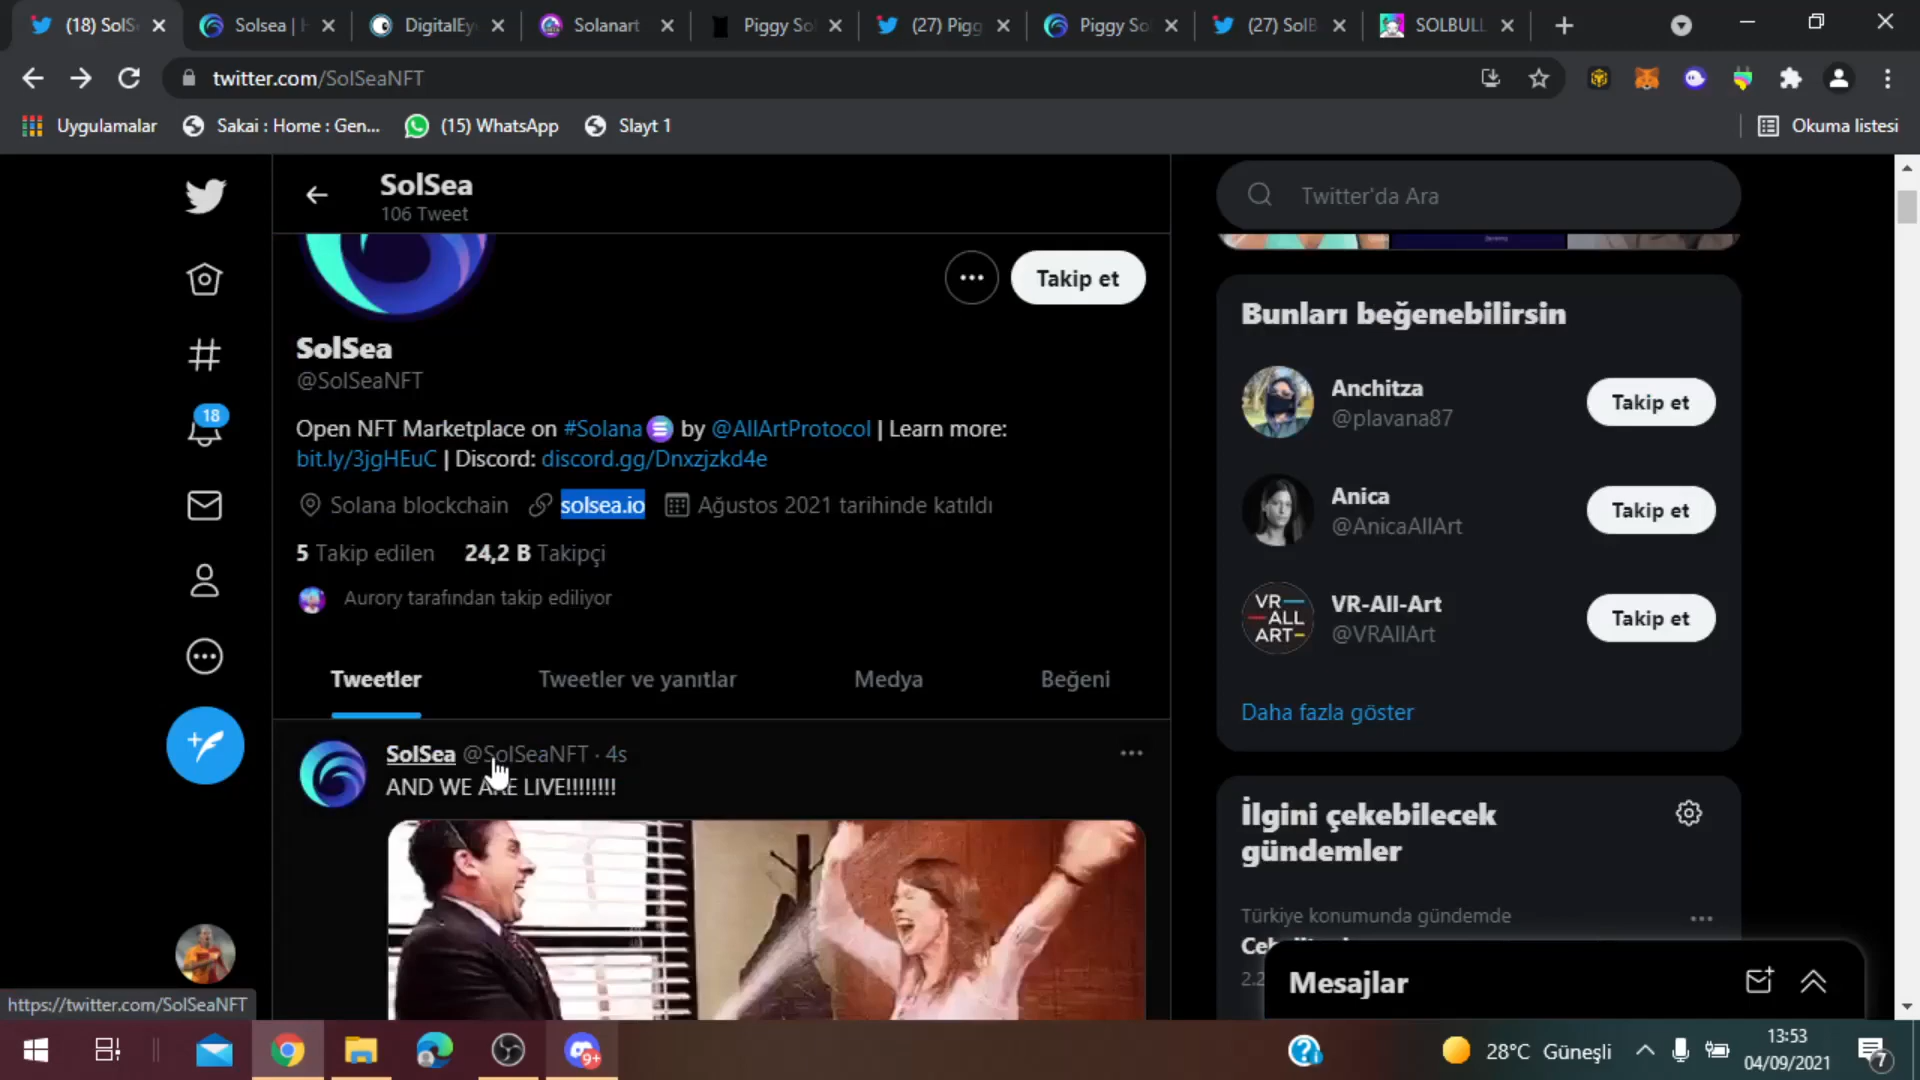 (18) SolS
Solsea | H
DigitalEy
Solanart
Piggy So
(27) Pigg
Piggy So
(27) SolB
SOLBULL
twitter.com/SolSeaNFT
Uygulamalar
Sakai : Home : Gen...
(15) WhatsApp
Slayt 1
Okuma listesi
SolSea
106 Tweet
Twitter'da Ara
Takip et
SolSea
@SolSeaNFT
Open NFT Marketplace on #Solana by @AllArtProtocol | Learn more:
bit.ly/3jgHEuC | Discord: discord.gg/Dnxzjzkd4e
Solana blockchain solsea.io Ağustos 2021 tarihinde katıldı
5 Takip edilen 24,2 B Takipçi
Aurory tarafından takip ediliyor
Tweetler
Tweetler ve yanıtlar
Medya
Beğeni
SolSea @SolSeaNFT · 4s
AND WE ARE LIVE!!!!!!!!
18
Bunları beğenebilirsin
Anchitza
@plavana87
Takip et
Anica
@AnicaAllArt
Takip et
VR
ALL
ART
VR-All-Art
@VRAllArt
Takip et
Daha fazla göster
İlgini çekebilecek
gündemler
Türkiye konumunda gündemde
Mesajlar
https://twitter.com/SolSeaNFT
9+
28°C Güneşli
13:53
04/09/2021
7